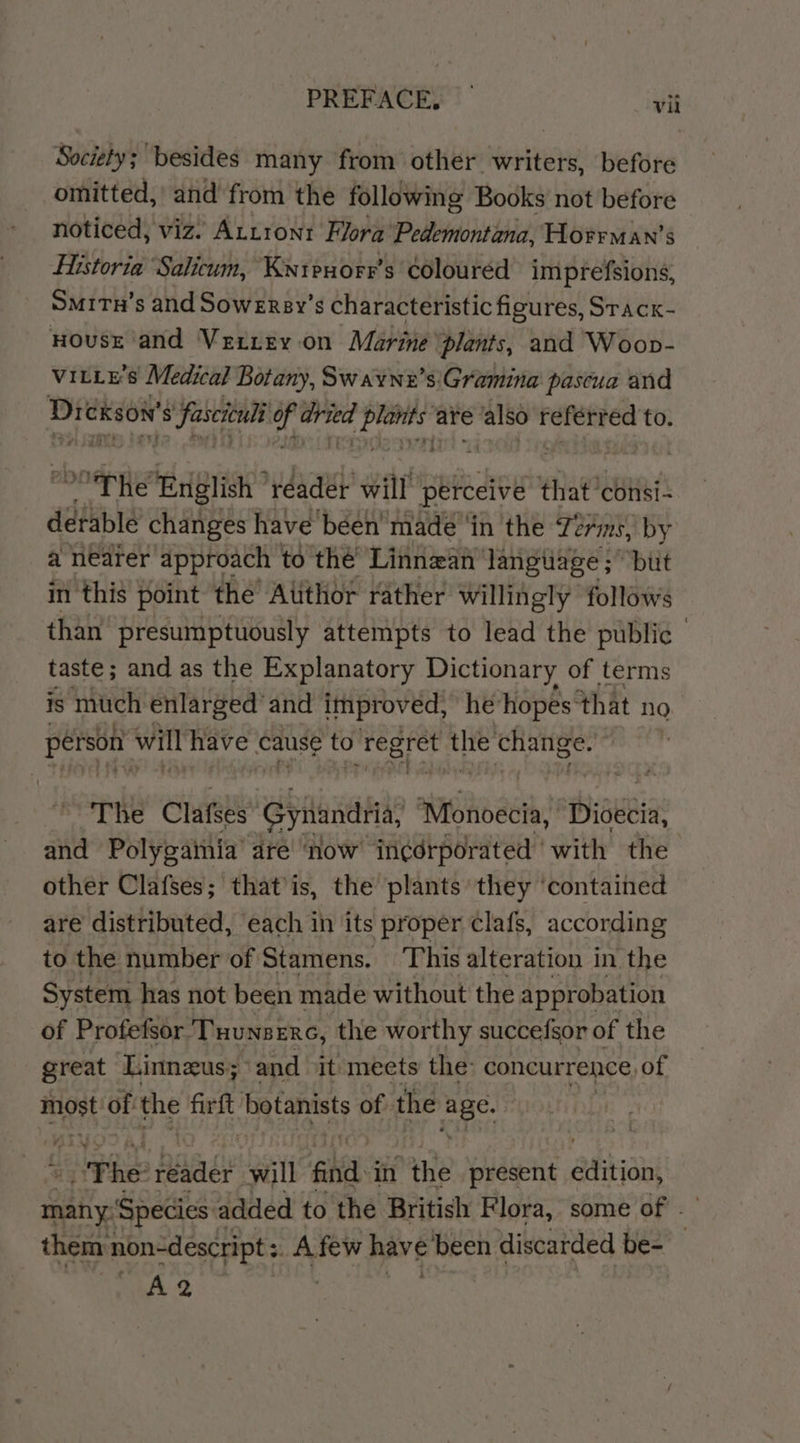 PREFACE. vii
Society; besides many from other writers, before
omitted, and from the following Books not before
noticed, viz. ALLIONI Flora Pedemontana, HOFFMAN's
Historia Salicum, KNIPHOFF's coloured imprefsions,
SMITH's and SOWERBY's characteristic figures, STACK-
HOUSE and VELLEY on Marine plants, and WOOD-
VILLE's Medical Botany, SWAYNE's Gramina pascua and
DICKSON's fasciculi of dried plants are also referred to.
The English reader will perceive that consi-
derable changes have been made in the Terms, by
a nearer approach to the Linnæan language; but
in this point the Author rather willingly follows
than presumptuously attempts to lead the public
taste; and as the Explanatory Dictionary of terms
is much enlarged and improved, he hopes that no
person will have cause to regret the change.
The Clafses Gynandria, Monoecia, Dioecia,
and Polygamia are now incorporated with the
other Clafses; that is, the plants they contained
are distributed, each in its proper clafs, according
to the number of Stamens. This alteration in the
System has not been made without the approbation
of Profefsor THUNBERG, the worthy succefsor of the
great Linnæus; and it meets the concurrence of
most of the firft botanists of the age.
The reader will find in the present edition,
many Species added to the British Flora, some of
them non-descript: A few have been discarded be-
A 2